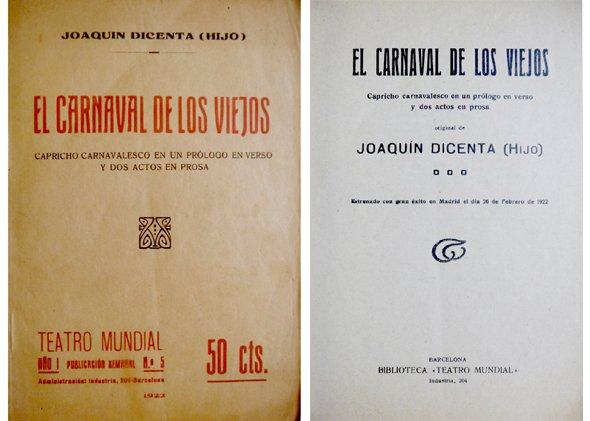 JOAQUIN DICENTA (HIJO)
EL CARNAVAL DE LOS VIEJOS
CAPRICHO CARNAVALESCO EN UN PRÓLOGO EN VERSO
Y DOS ACTOS EN PROSA
TEATRO MUNDIAL
AÑO I PUBLICACIÓN SEMANAL N.º 5
50 cts.
Administración: Industria, 204-Barcelona
1922
EL CARNAVAL DE LOS VIEJOS
Capricho carnavalesco en un prólogo en verso
y dos actos en prosa
original de
JOAQUÍN DICENTA (HIJO)
Estrenado con gran éxito en Madrid el día 26 de Febrero de 1922
BARCELONA
BIBLIOTECA «TEATRO MUNDIAL»
Industria, 204